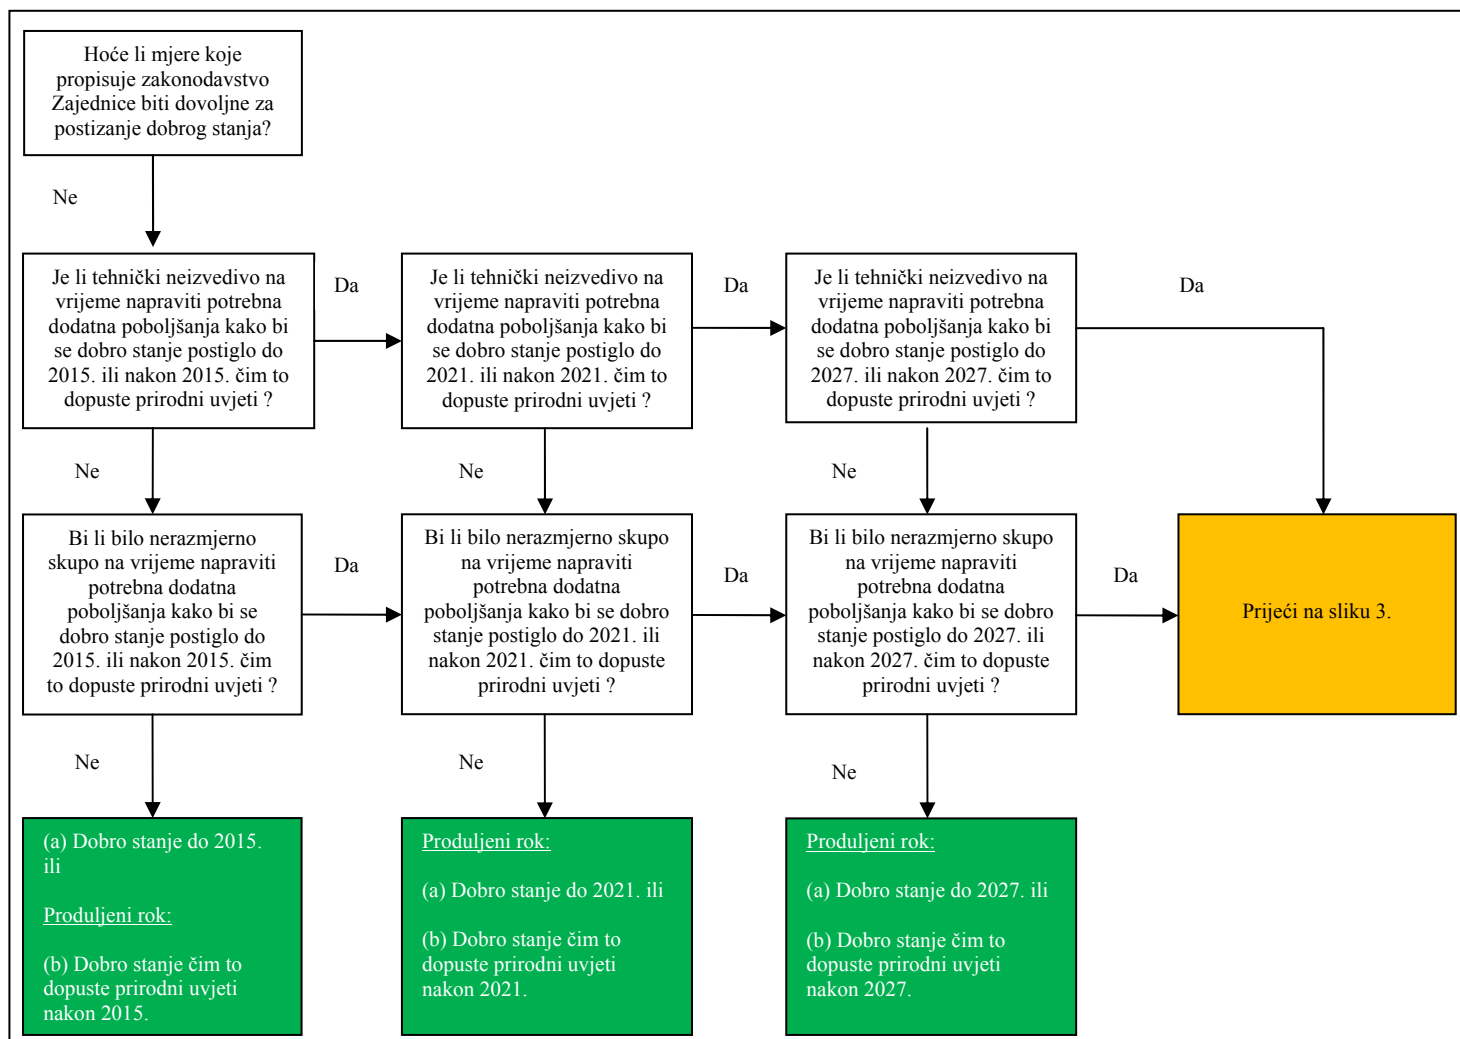 Hoće li mjere koje
propisuje zakonodavstvo
Zajednice biti dovoljne za
postizanje dobrog stanja?
Ne
Je li tehnički neizvedivo na
vrijeme napraviti potrebna
dodatna poboljšanja kako bi
se dobro stanje postiglo do
2015. ili nakon 2015. čim to
dopuste prirodni uvjeti ?
Da
Je li tehnički neizvedivo na
vrijeme napraviti potrebna
dodatna poboljšanja kako bi
se dobro stanje postiglo do
2021. ili nakon 2021. čim to
dopuste prirodni uvjeti ?
Da
Je li tehnički neizvedivo na
vrijeme napraviti potrebna
dodatna poboljšanja kako bi
se dobro stanje postiglo do
2027. ili nakon 2027. čim to
dopuste prirodni uvjeti ?
Da
Ne
Ne
Ne
Bi li bilo nerazmjerno
skupo na vrijeme napraviti
potrebna dodatna
poboljšanja kako bi se
dobro stanje postiglo do
2015. ili nakon 2015. čim
to dopuste prirodni uvjeti ?
Da
Bi li bilo nerazmjerno skupo
na vrijeme napraviti
potrebna dodatna
poboljšanja kako bi se dobro
stanje postiglo do 2021. ili
nakon 2021. čim to dopuste
prirodni uvjeti ?
Da
Bi li bilo nerazmjerno skupo
na vrijeme napraviti
potrebna dodatna
poboljšanja kako bi se dobro
stanje postiglo do 2027. ili
nakon 2027. čim to dopuste
prirodni uvjeti ?
Da
Prijeći na sliku 3.
Ne
Ne
Ne
(a) Dobro stanje do 2015.
ili
Produljeni rok:
(b) Dobro stanje čim to
dopuste prirodni uvjeti
nakon 2015.
Produljeni rok:
(a) Dobro stanje do 2021. ili
(b) Dobro stanje čim to
dopuste prirodni uvjeti
nakon 2021.
Produljeni rok:
(a) Dobro stanje do 2027. ili
(b) Dobro stanje čim to
dopuste prirodni uvjeti
nakon 2027.